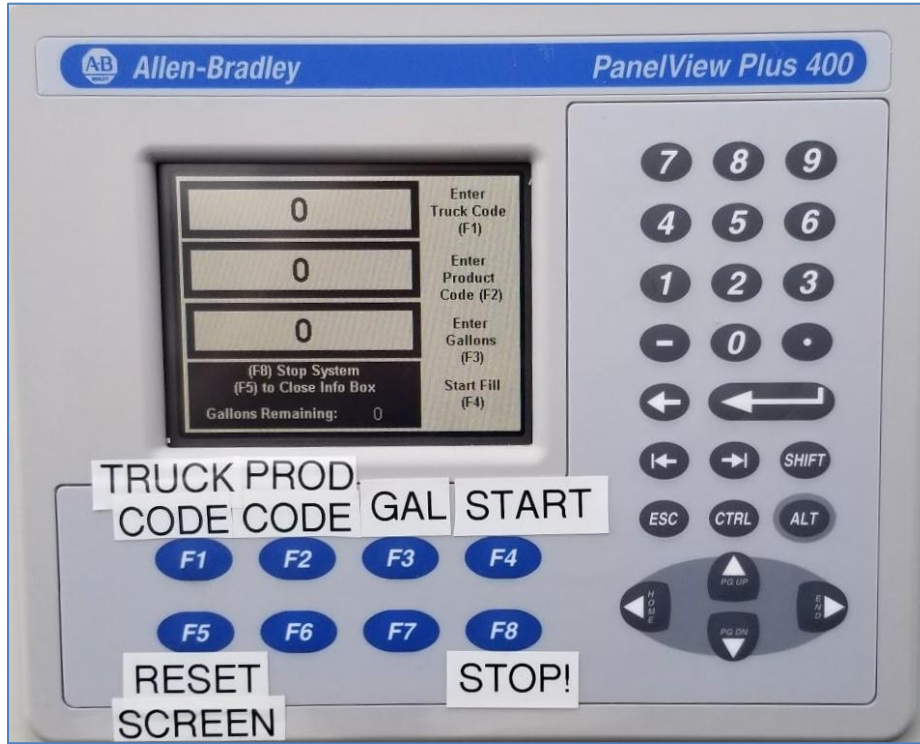 AB
Allen-Bradley
PanelView Plus 400
0
Enter
Truck Code
(F1)
0
Enter
Product
Code (F2)
0
Enter
Gallons
(F3)
(F8) Stop System
(F5) to Close Info Box
Gallons Remaining: 0
Start Fill
(F4)
7 8 9
4 5 6
1 2 3
- 0 .
SHIFT
ESC CTRL ALT
PG UP
HOME
END
PG DN
TRUCK CODE
PROD CODE
GAL
START
F1 F2 F3 F4
F5 F6 F7 F8
RESET
SCREEN
STOP!